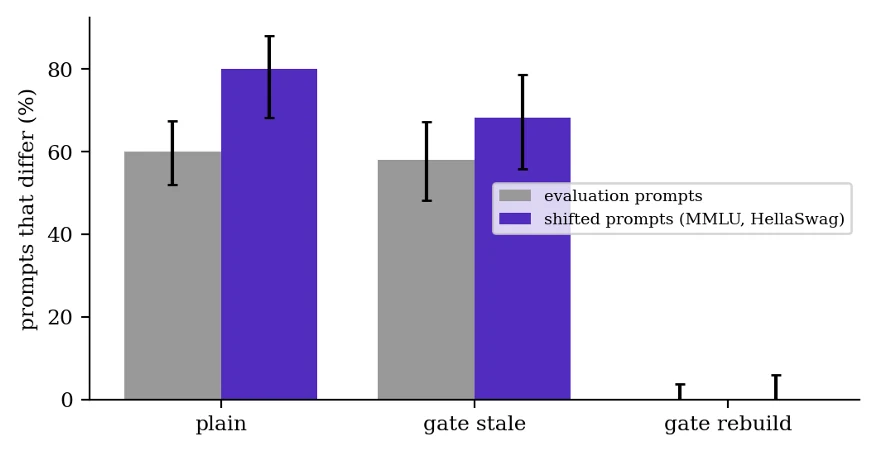 prompts that differ (%)
80
60
40
20
0
evaluation prompts
shifted prompts (MMLU, HellaSwag)
plain
gate stale
gate rebuild